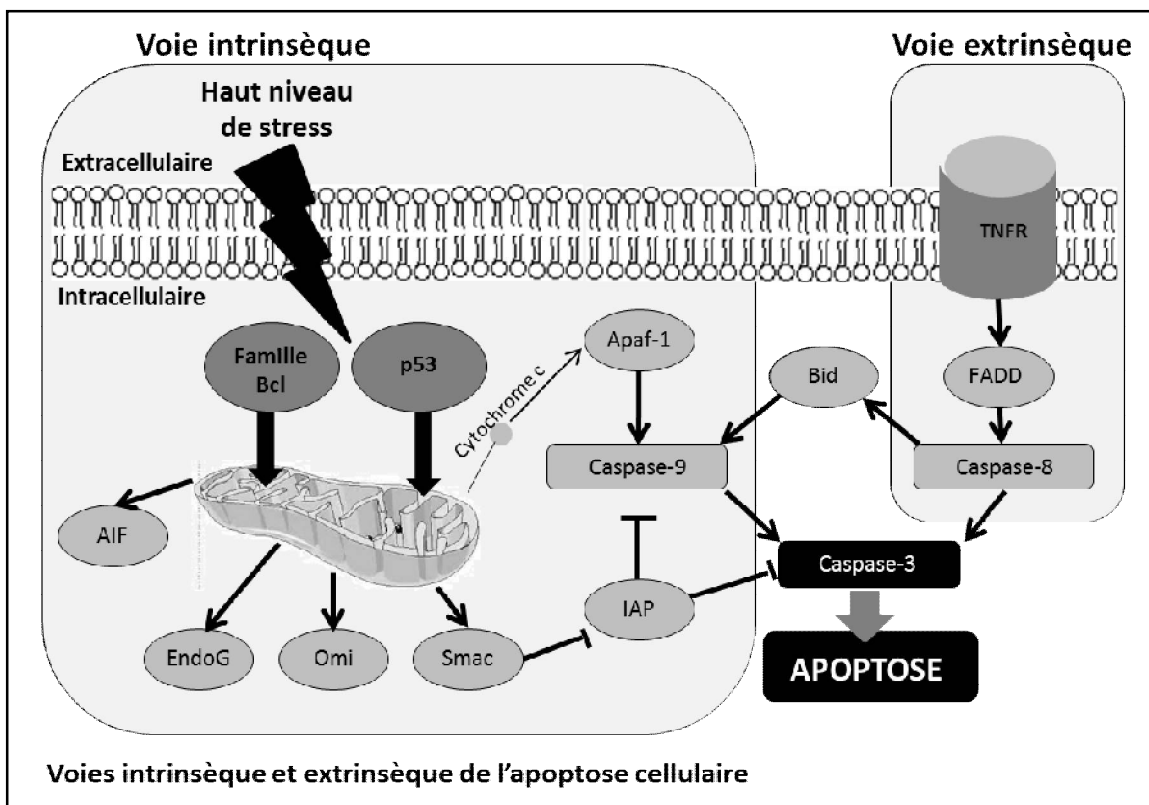 Voie intrinsèque
Voie extrinsèque
Haut niveau
de stress
Extracellulaire
TNFR
Intracellulaire
Famille
Bcl
p53
Cytochrome c
Apaf-1
Bid
FADD
Caspase-9
Caspase-8
AIF
Caspase-3
IAP
EndoG
Omi
Smac
APOPTOSE
Voies intrinsèque et extrinsèque de l'apoptose cellulaire